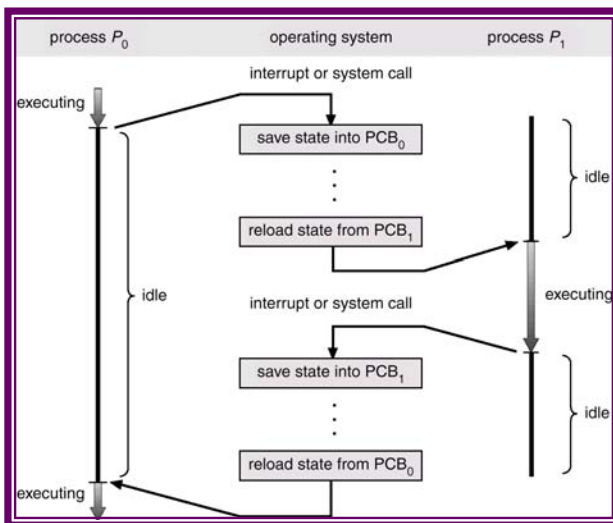 process P0 operating system process P1
interrupt or system call
executing
save state into PCB0
idle
reload state from PCB1
idle
interrupt or system call
executing
save state into PCB1
idle
reload state from PCB0
executing